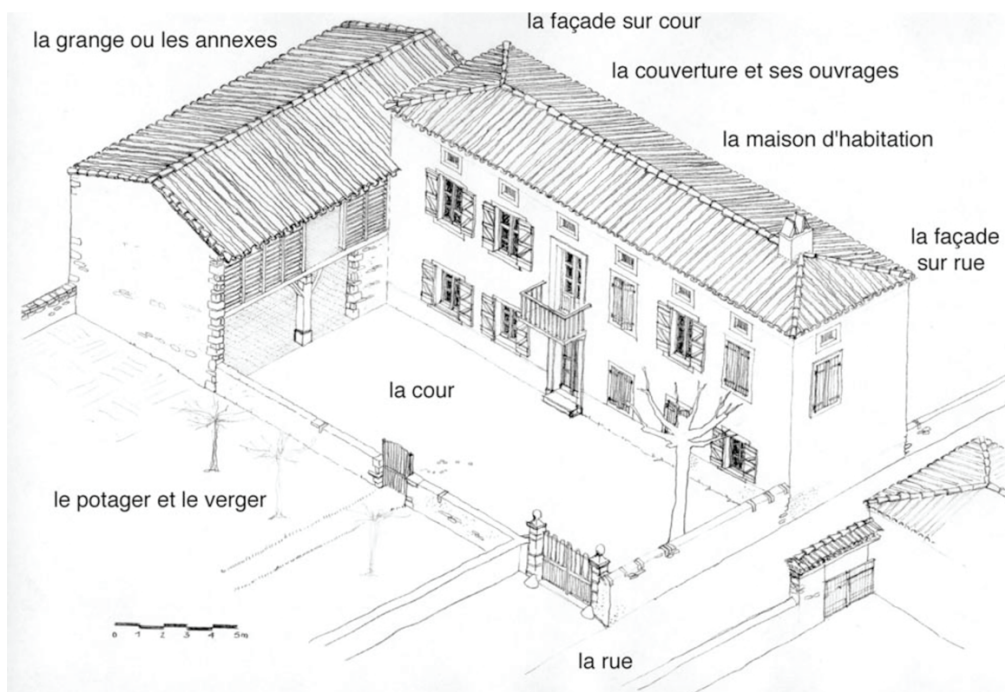 la façade sur cour
la grange ou les annexes
la couverture et ses ouvrages
la maison d'habitation
la façade
sur rue
la cour
le potager et le verger
0 1 2 3 4 5m
la rue